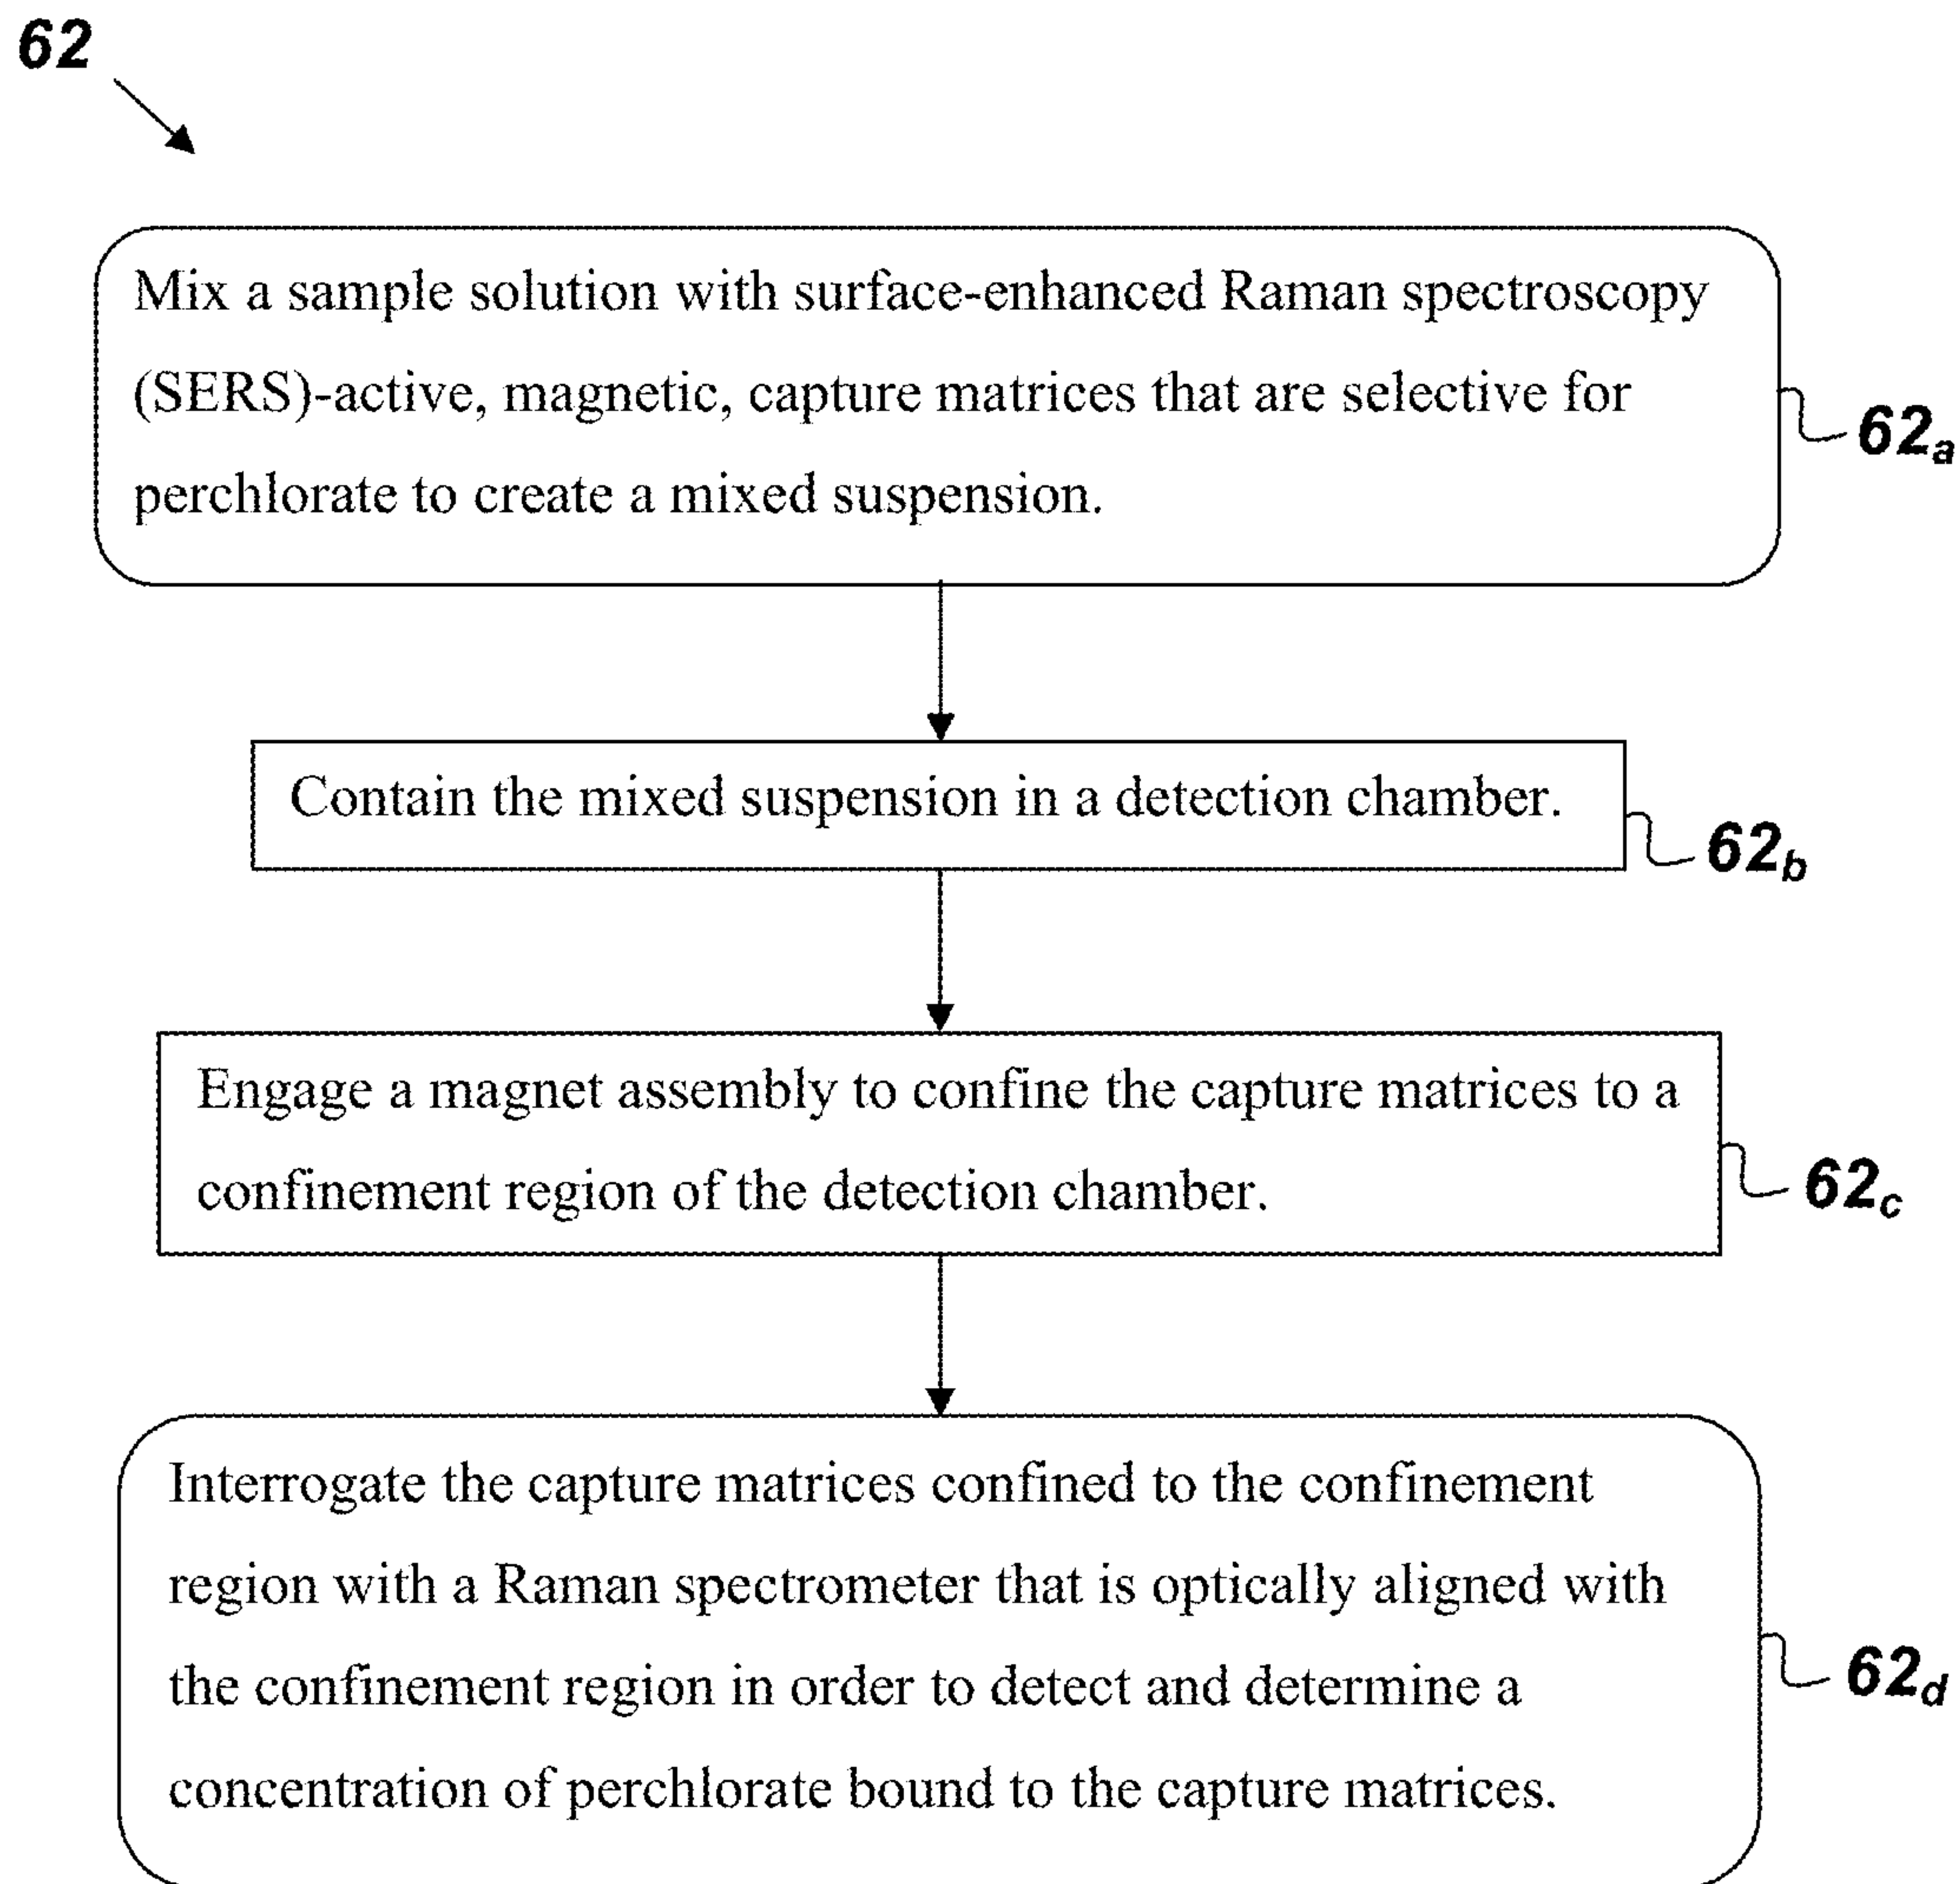 62
Mix a sample solution with surface-enhanced Raman spectroscopy
(SERS)-active, magnetic, capture matrices that are selective for
perchlorate to create a mixed suspension.
62a
Contain the mixed suspension in a detection chamber.
62b
Engage a magnet assembly to confine the capture matrices to a
confinement region of the detection chamber.
62c
Interrogate the capture matrices confined to the confinement
region with a Raman spectrometer that is optically aligned with
the confinement region in order to detect and determine a
concentration of perchlorate bound to the capture matrices.
62d